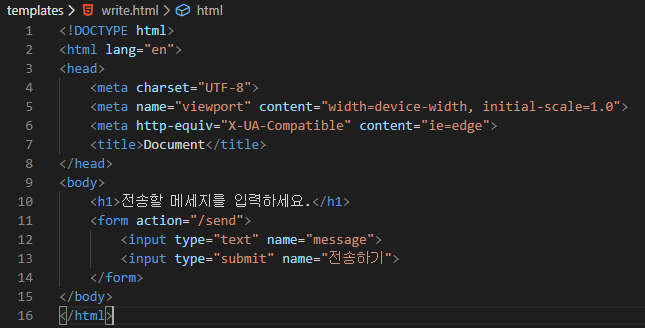 templates > write.html > html
1 <!DOCTYPE html>
2 <html lang="en">
3 <head>
4 <meta charset="UTF-8">
5 <meta name="viewport" content="width=device-width, initial-scale=1.0">
6 <meta http-equiv="X-UA-Compatible" content="ie=edge">
7 <title>Document</title>
8 </head>
9 <body>
10 <h1>전송할 메세지를 입력하세요.</h1>
11 <form action="/send">
12 <input type="text" name="message">
13 <input type="submit" name="전송하기">
14 </form>
15 </body>
16 </html>